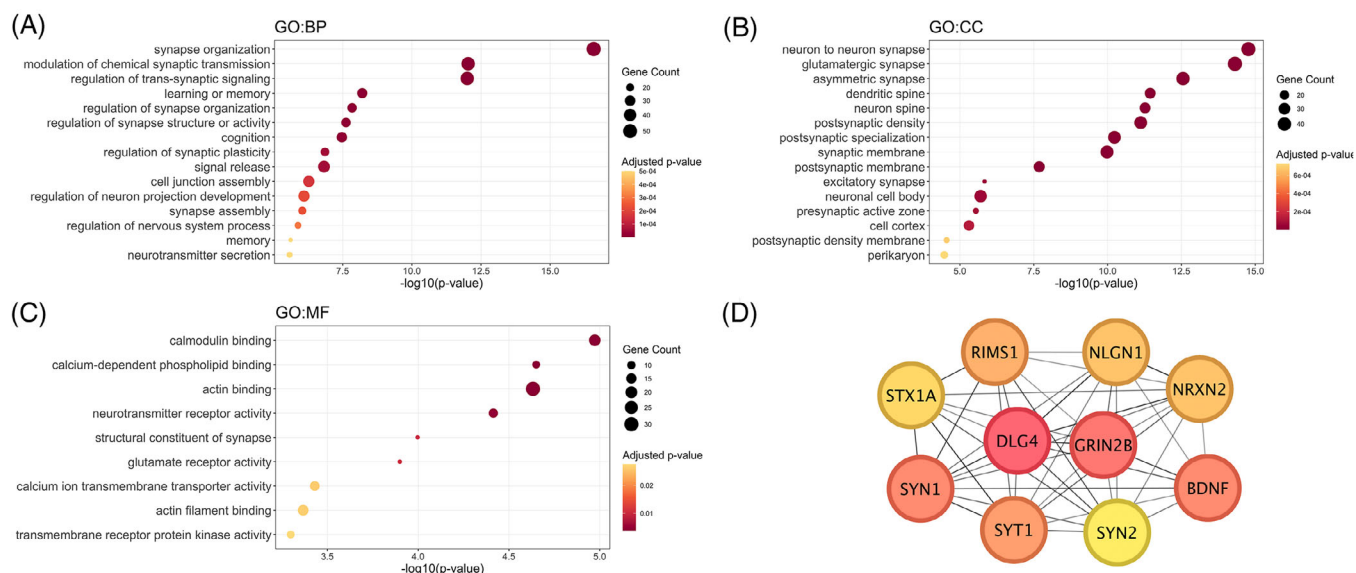 (A)
GO:BP
synapse organization
modulation of chemical synaptic transmission
regulation of trans-synaptic signaling
learning or memory
regulation of synapse organization
regulation of synapse structure or activity
cognition
regulation of synaptic plasticity
signal release
cell junction assembly
regulation of neuron projection development
synapse assembly
regulation of nervous system process
memory
neurotransmitter secretion
7.5 10.0 12.5 15.0
-log10(p-value)
Gene Count
20
30
40
50
Adjusted p-value
5e-04
4e-04
3e-04
2e-04
1e-04
(B)
GO:CC
neuron to neuron synapse
glutamatergic synapse
asymmetric synapse
dendritic spine
neuron spine
postsynaptic density
postsynaptic specialization
synaptic membrane
postsynaptic membrane
excitatory synapse
neuronal cell body
presynaptic active zone
cell cortex
postsynaptic density membrane
perikaryon
5.0 7.5 10.0 12.5 15.0
-log10(p-value)
Gene Count
20
30
40
Adjusted p-value
6e-04
4e-04
2e-04
(C)
GO:MF
calmodulin binding
calcium-dependent phospholipid binding
actin binding
neurotransmitter receptor activity
structural constituent of synapse
glutamate receptor activity
calcium ion transmembrane transporter activity
actin filament binding
transmembrane receptor protein kinase activity
3.5 4.0 4.5 5.0
-log10(p-value)
Gene Count
10
15
20
25
30
Adjusted p-value
0.02
0.01
(D)
RIMS1
NLGN1
STX1A
NRXN2
DLG4
GRIN2B
SYN1
BDNF
SYT1
SYN2